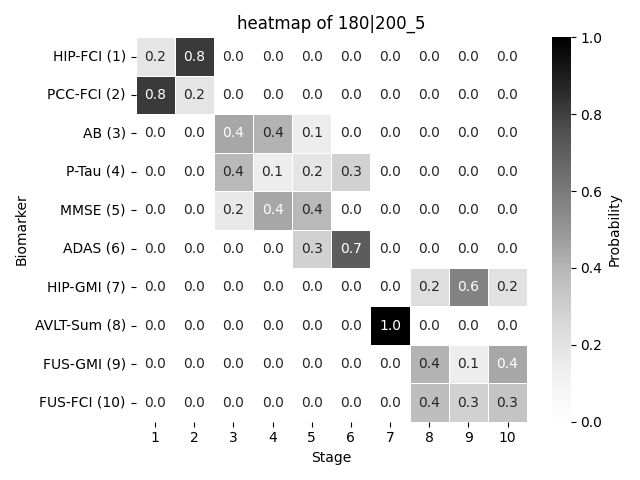 heatmap of 180|200_5
HIP-FCI (1) 0.2 0.8 0.0 0.0 0.0 0.0 0.0 0.0 0.0 0.0
PCC-FCI (2) 0.8 0.2 0.0 0.0 0.0 0.0 0.0 0.0 0.0 0.0
AB (3) 0.0 0.0 0.4 0.4 0.1 0.0 0.0 0.0 0.0 0.0
P-Tau (4) 0.0 0.0 0.4 0.1 0.2 0.3 0.0 0.0 0.0 0.0
MMSE (5) 0.0 0.0 0.2 0.4 0.4 0.0 0.0 0.0 0.0 0.0
ADAS (6) 0.0 0.0 0.0 0.0 0.3 0.7 0.0 0.0 0.0 0.0
HIP-GMI (7) 0.0 0.0 0.0 0.0 0.0 0.0 0.0 0.2 0.6 0.2
AVLT-Sum (8) 0.0 0.0 0.0 0.0 0.0 0.0 1.0 0.0 0.0 0.0
FUS-GMI (9) 0.0 0.0 0.0 0.0 0.0 0.0 0.0 0.4 0.1 0.4
FUS-FCI (10) 0.0 0.0 0.0 0.0 0.0 0.0 0.0 0.4 0.3 0.3
1 2 3 4 5 6 7 8 9 10
Stage
Biomarker
1.0
0.8
0.6
0.4
0.2
0.0
Probability